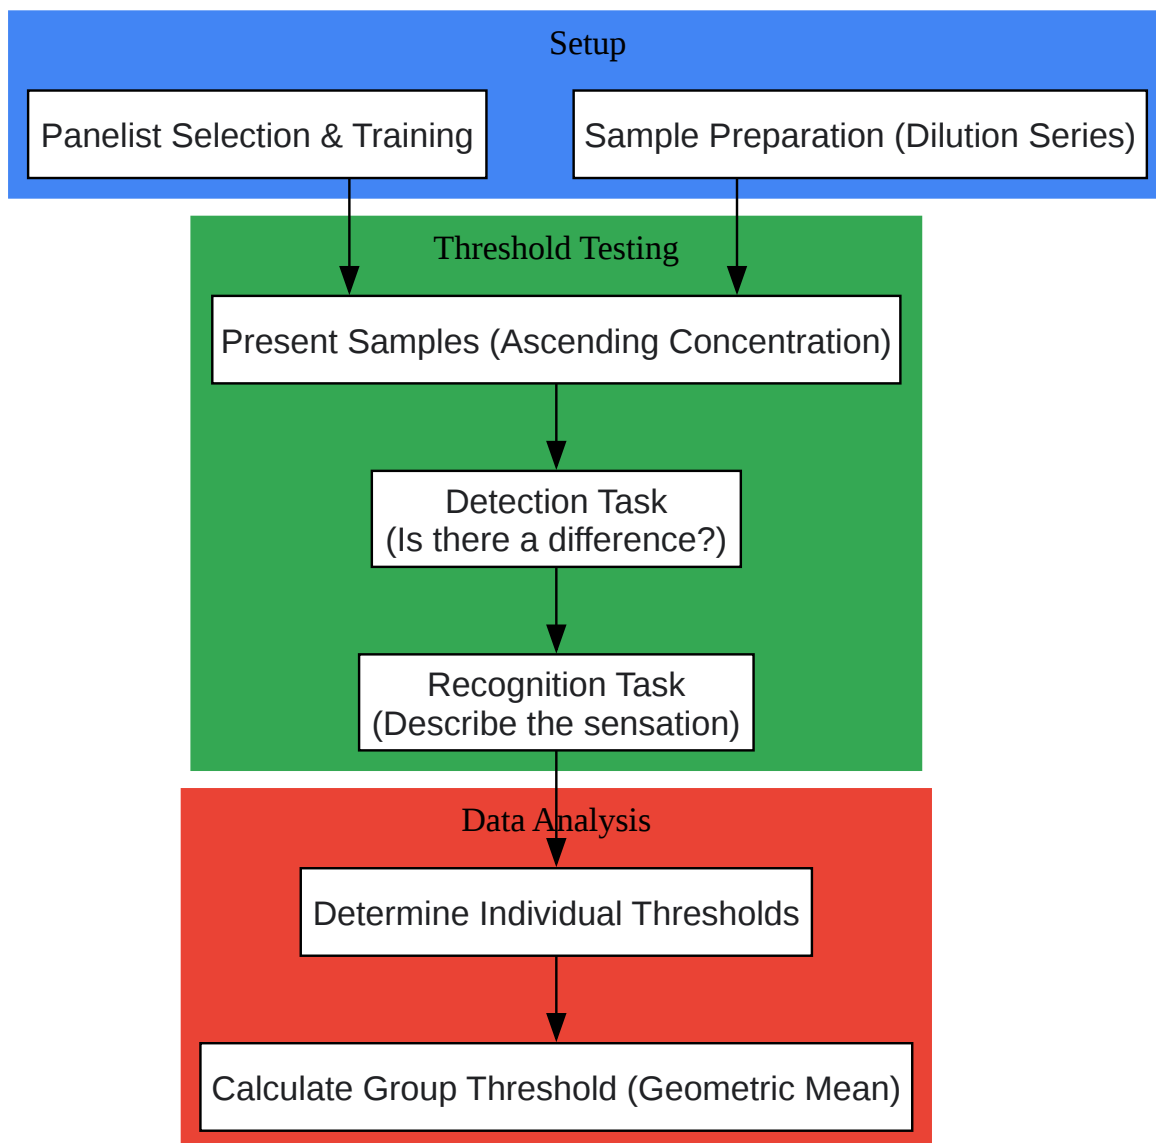 Setup
Panelist Selection & Training
Sample Preparation (Dilution Series)
Threshold Testing
Present Samples (Ascending Concentration)
Detection Task
(Is there a difference?)
Recognition Task
(Describe the sensation)
Data Analysis
Determine Individual Thresholds
Calculate Group Threshold (Geometric Mean)